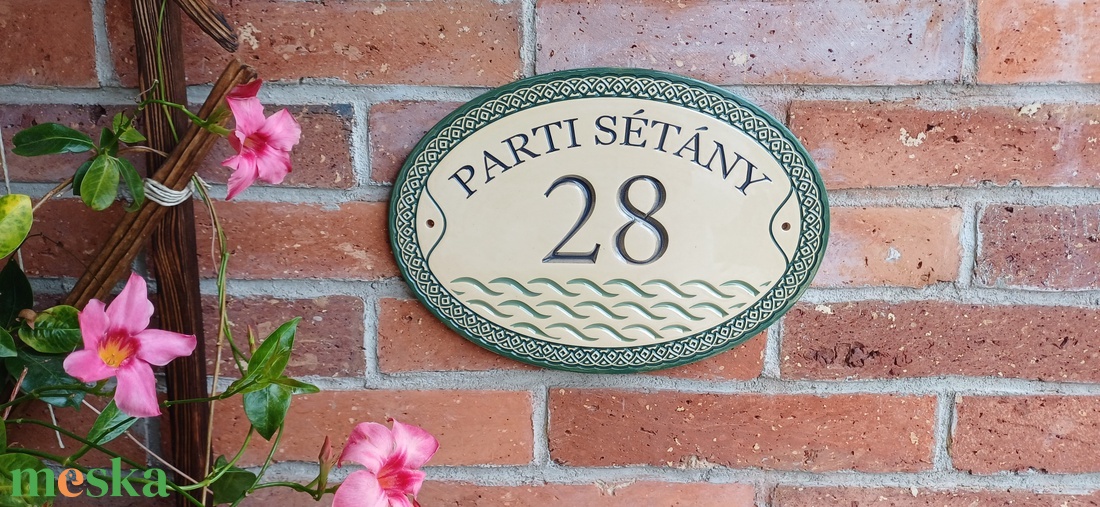 PARTI SÉTÁNY
28
meska